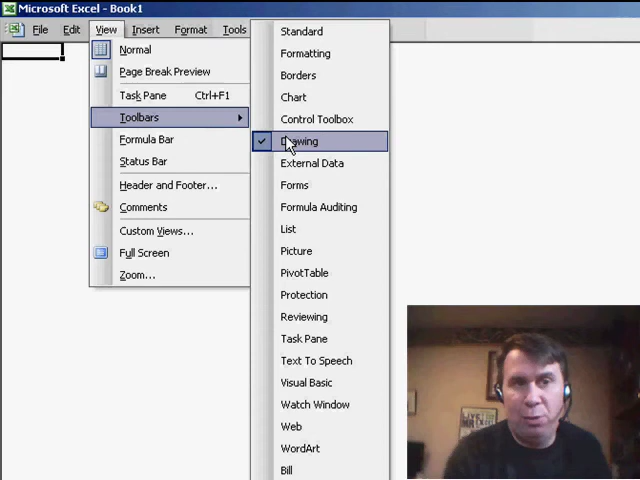 Microsoft Excel - Book1
File Edit View Insert Format Tools
Normal
Page Break Preview
Task Pane Ctrl+F1
Toolbars
Formula Bar
Status Bar
Header and Footer...
Comments
Custom Views...
Full Screen
Zoom...
Standard
Formatting
Borders
Chart
Control Toolbox
Drawing
External Data
Forms
Formula Auditing
List
Picture
PivotTable
Protection
Reviewing
Task Pane
Text To Speech
Visual Basic
Watch Window
Web
WordArt
Bill